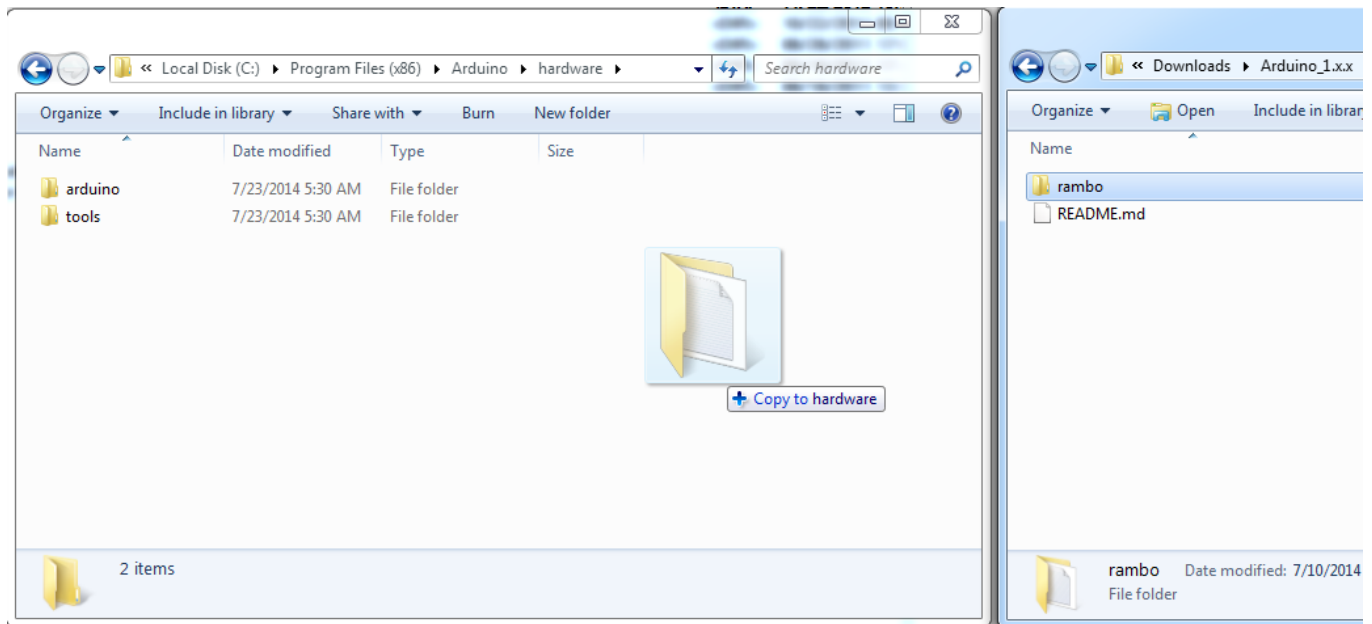 « Local Disk (C:) ▸ Program Files (x86) ▸ Arduino ▸ hardware ▸
Search hardware
Organize ▾ Include in library ▾ Share with ▾ Burn New folder
Name Date modified Type Size
arduino 7/23/2014 5:30 AM File folder
tools 7/23/2014 5:30 AM File folder
Copy to hardware
2 items
« Downloads ▸ Arduino_1.x.x
Organize ▾ Open Include in librar
Name
rambo
README.md
rambo Date modified: 7/10/2014
File folder